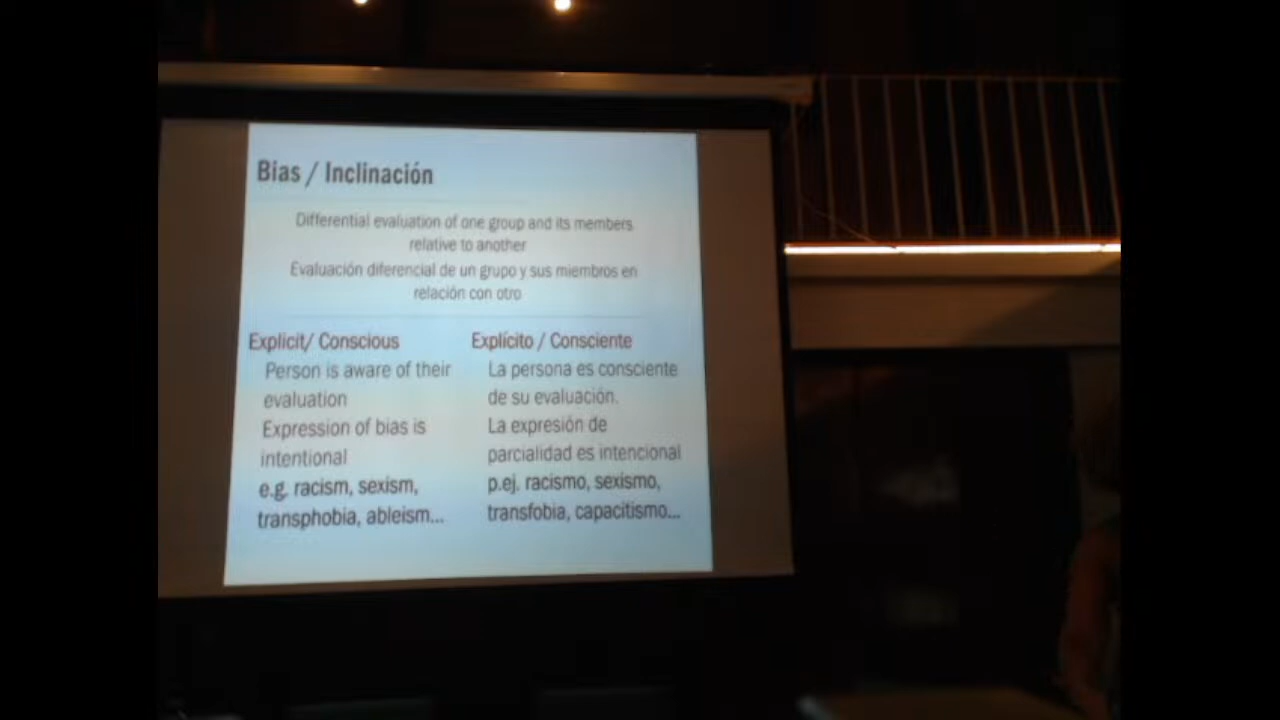 Bias / Inclinación
Differential evaluation of one group and its members
relative to another
Evaluación diferencial de un grupo y sus miembros en
relación con otro
Explicit/ Conscious
Person is aware of their
evaluation
Expression of bias is
intentional
e.g. racism, sexism,
transphobia, ableism...
Explícito / Consciente
La persona es consciente
de su evaluación.
La expresión de
parcialidad es intencional
p.ej. racismo, sexismo,
transfobia, capacitismo...